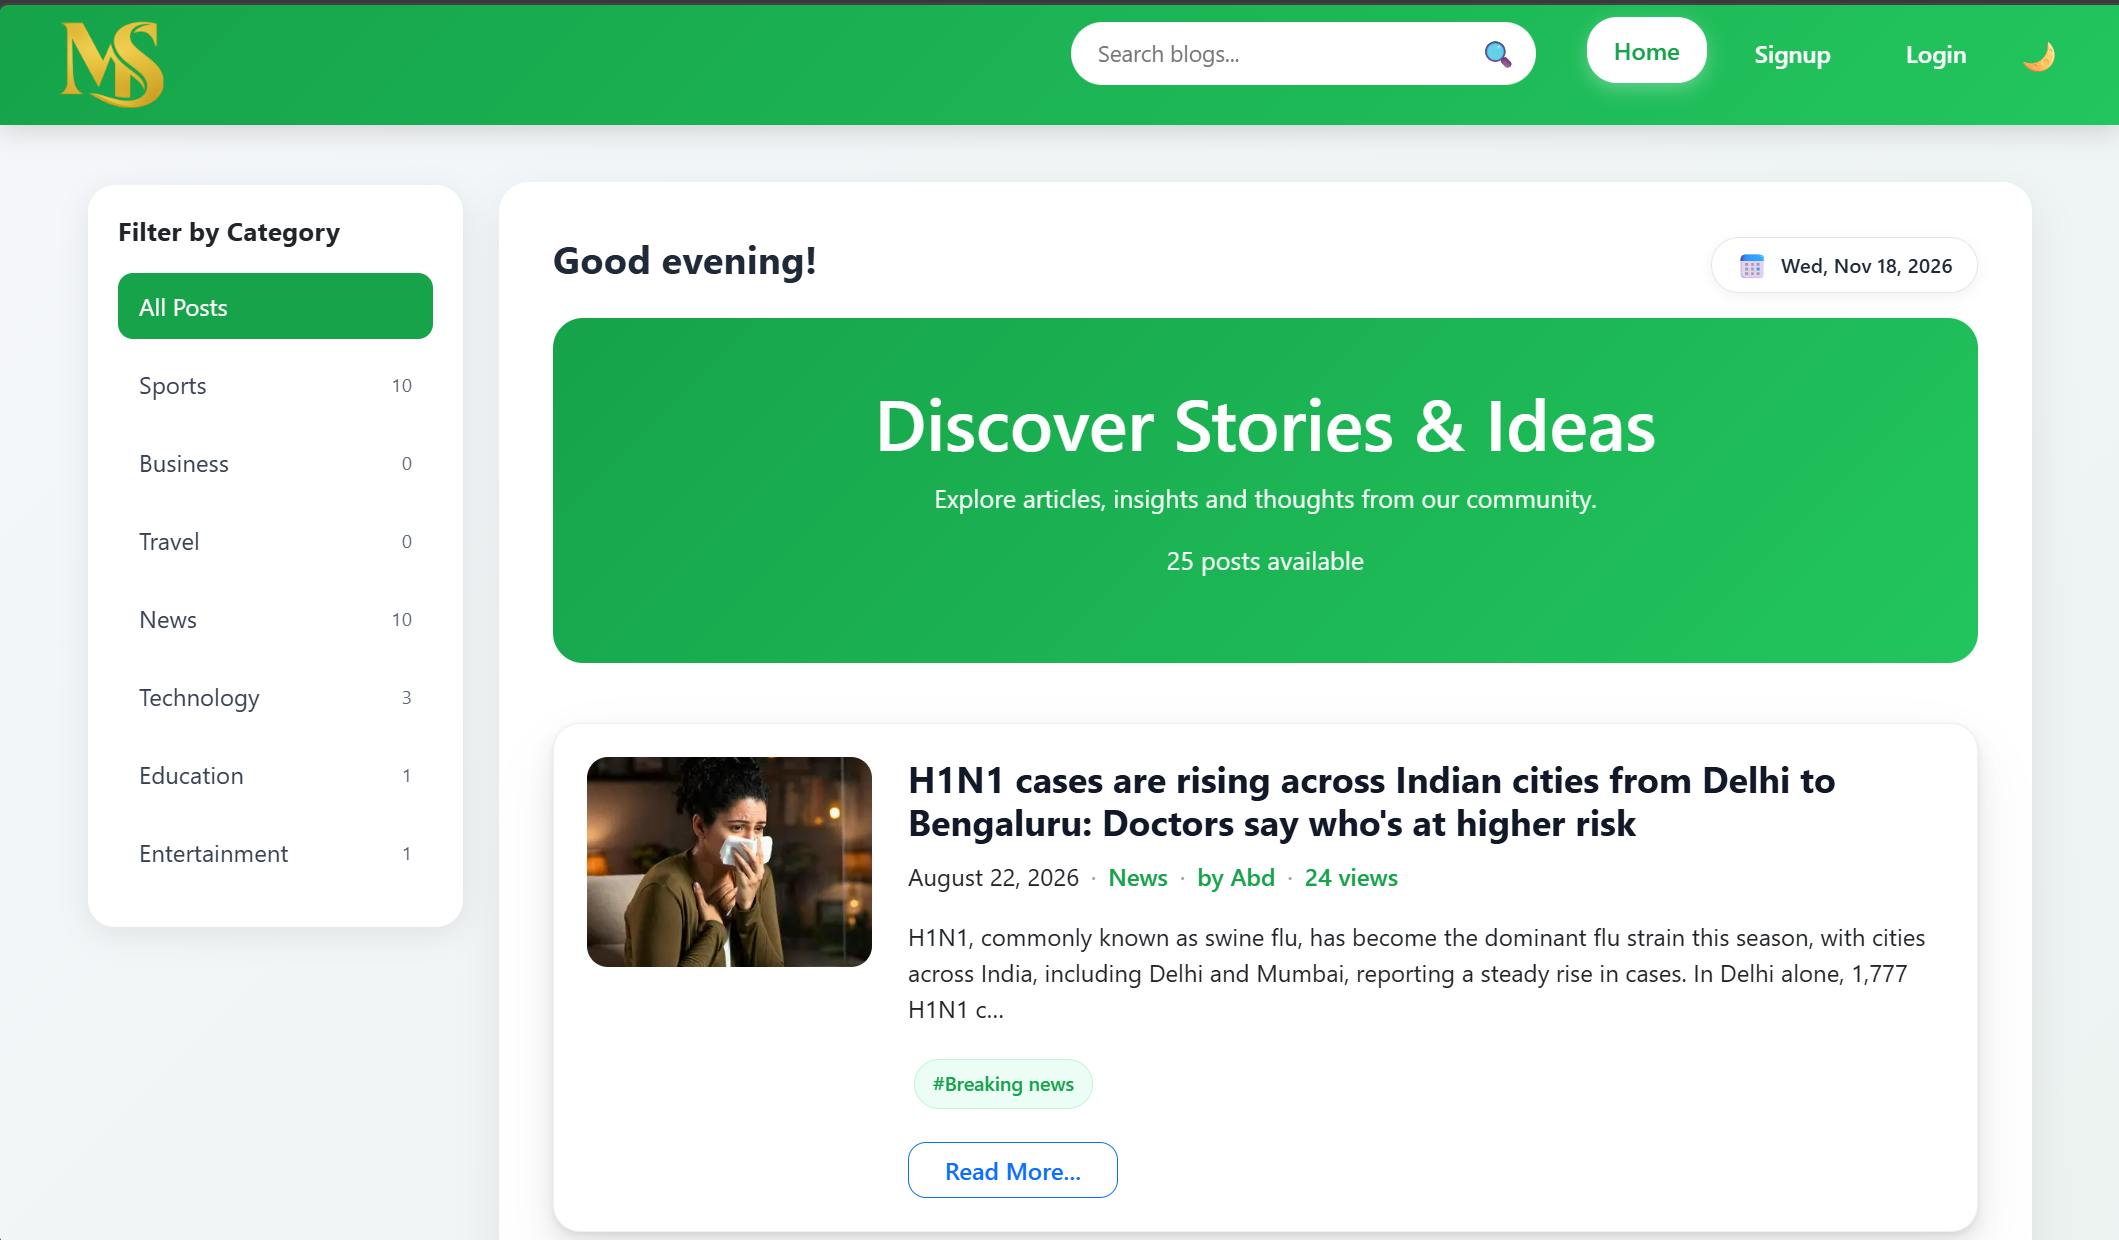 MS
Search blogs...
Home
Signup
Login
Filter by Category
All Posts
Sports 10
Business 0
Travel 0
News 10
Technology 3
Education 1
Entertainment 1
Good evening!
Wed, Nov 18, 2026
Discover Stories & Ideas
Explore articles, insights and thoughts from our community.
25 posts available
H1N1 cases are rising across Indian cities from Delhi to
Bengaluru: Doctors say who's at higher risk
August 22, 2026 · News · by Abd · 24 views
H1N1, commonly known as swine flu, has become the dominant flu strain this season, with cities
across India, including Delhi and Mumbai, reporting a steady rise in cases. In Delhi alone, 1,777
H1N1 c...
#Breaking news
Read More...